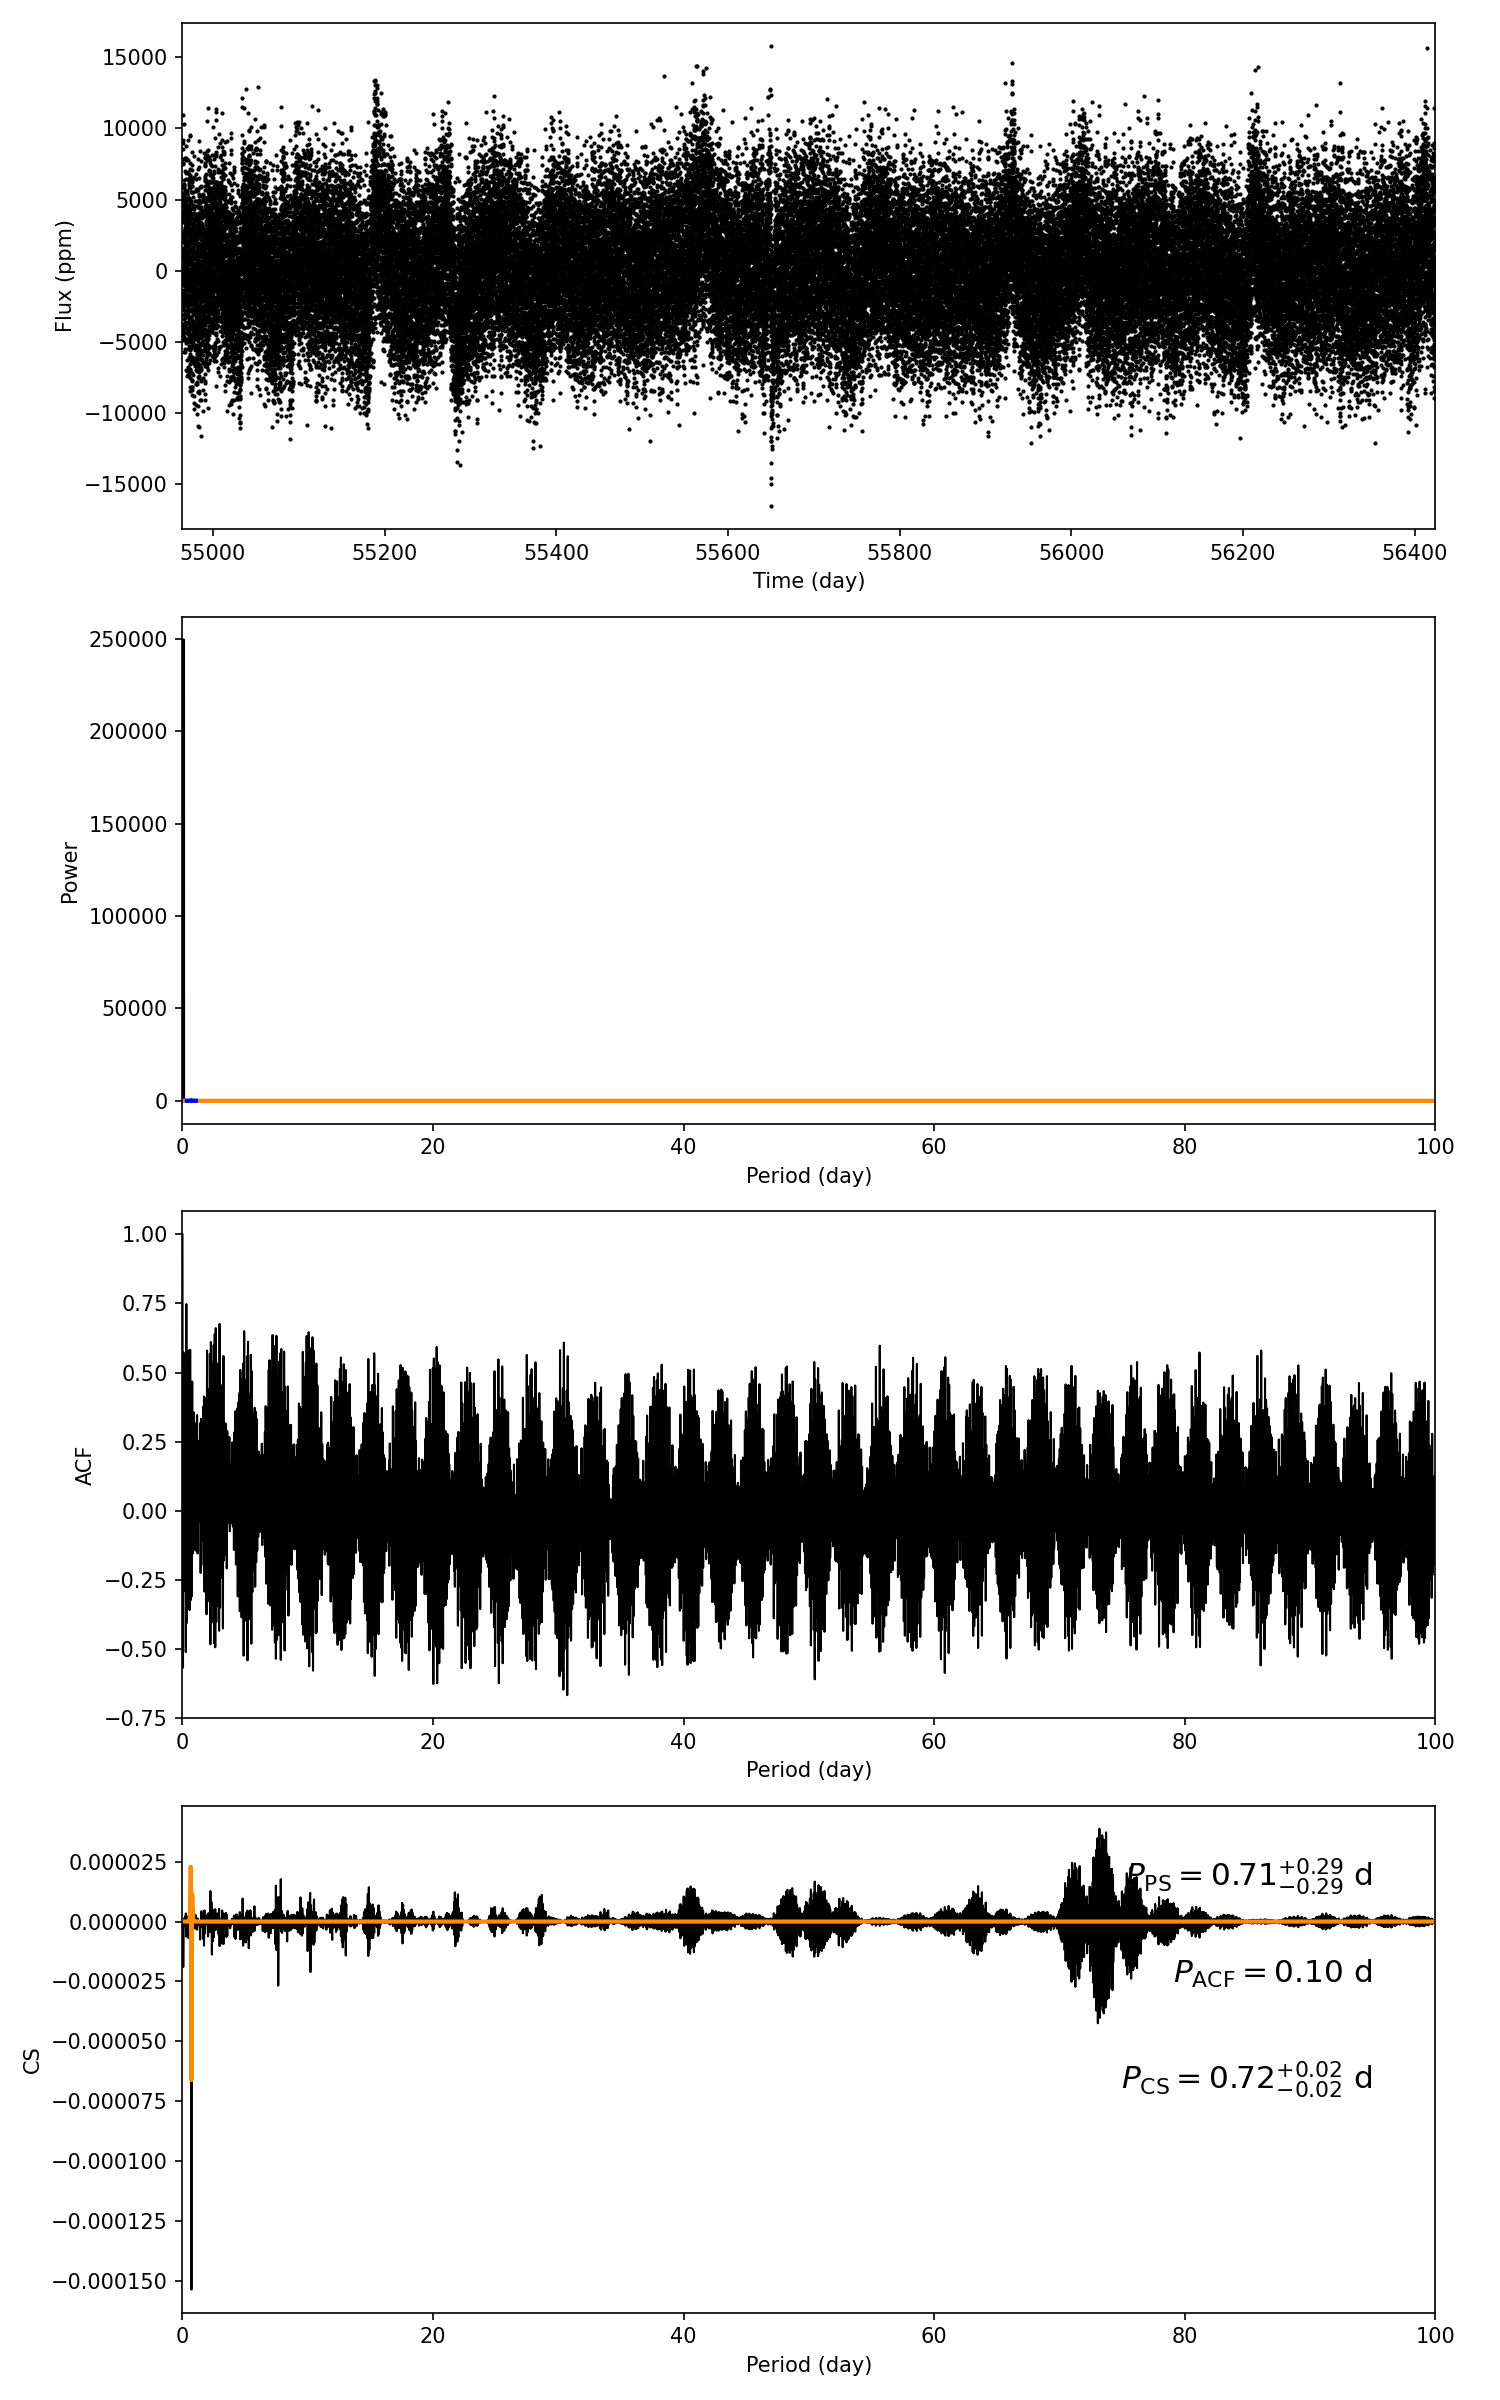 15000
10000
5000
0
−5000
−10000
−15000
Flux (ppm)
55000 55200 55400 55600 55800 56000 56200 56400
Time (day)
250000
200000
150000
100000
50000
0
Power
0 20 40 60 80 100
Period (day)
1.00
0.75
0.50
0.25
0.00
−0.25
−0.50
−0.75
ACF
0 20 40 60 80 100
Period (day)
0.000025
0.000000
−0.000025
−0.000050
−0.000075
−0.000100
−0.000125
−0.000150
CS
P_PS = 0.71^{+0.29}_{−0.29} d
P_ACF = 0.10 d
P_CS = 0.72^{+0.02}_{−0.02} d
0 20 40 60 80 100
Period (day)